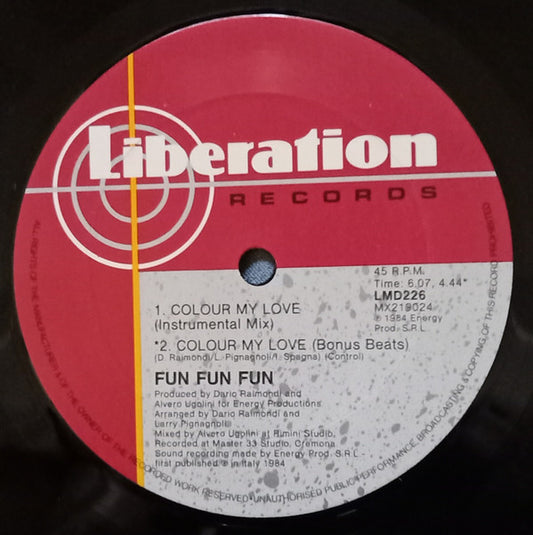 Liberation
RECORDS
45 R.P.M.
Time: 6.07, 4.44*
LMD226
MX219024
℗ 1984 Energy
Prod: S.R.L.
1. COLOUR MY LOVE
(Instrumental Mix)
*2. COLOUR MY LOVE (Bonus Beats)
(D. Raimondi/L. Pignagnoli/I. Spagna) (Control)
FUN FUN FUN
Produced by Dario Raimondi and
Alvero Ugolini for Energy Productions
Arranged by Dario Raimondi and
Larry Pignagnoli
Mixed by Alvero Ugolini at Rimini Studio,
Recorded at Master 33 Studio, Cremona
Sound recording made by Energy Prod. S.R.L -
first published ℗ in Italy 1984
ALL RIGHTS OF THE MANUFACTURER & OF THE OWNER OF THE RECORDED WORK RESERVED•UNAUTHORISED PUBLIC PERFORMANCE BROADCASTING & COPYING OF THIS RECORD PROHIBITED